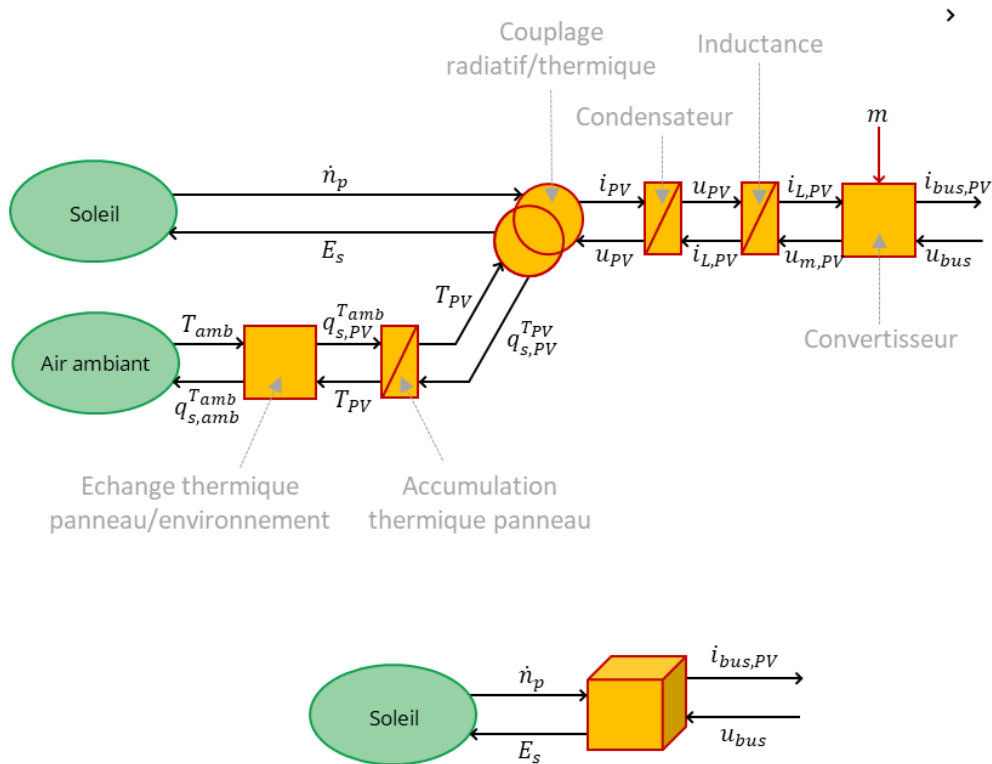 Couplage
radiatif/thermique
Inductance
Condensateur
m
Soleil
ṅ_p
E_s
i_PV
u_PV
i_L,PV
i_bus,PV
u_PV
i_L,PV
u_m,PV
u_bus
Convertisseur
T_PV
q_s,PV^T_PV
Air ambiant
T_amb
q_s,PV^T_amb
q_s,amb^T_amb
T_PV
Echange thermique
panneau/environnement
Accumulation
thermique panneau
Soleil
ṅ_p
E_s
i_bus,PV
u_bus